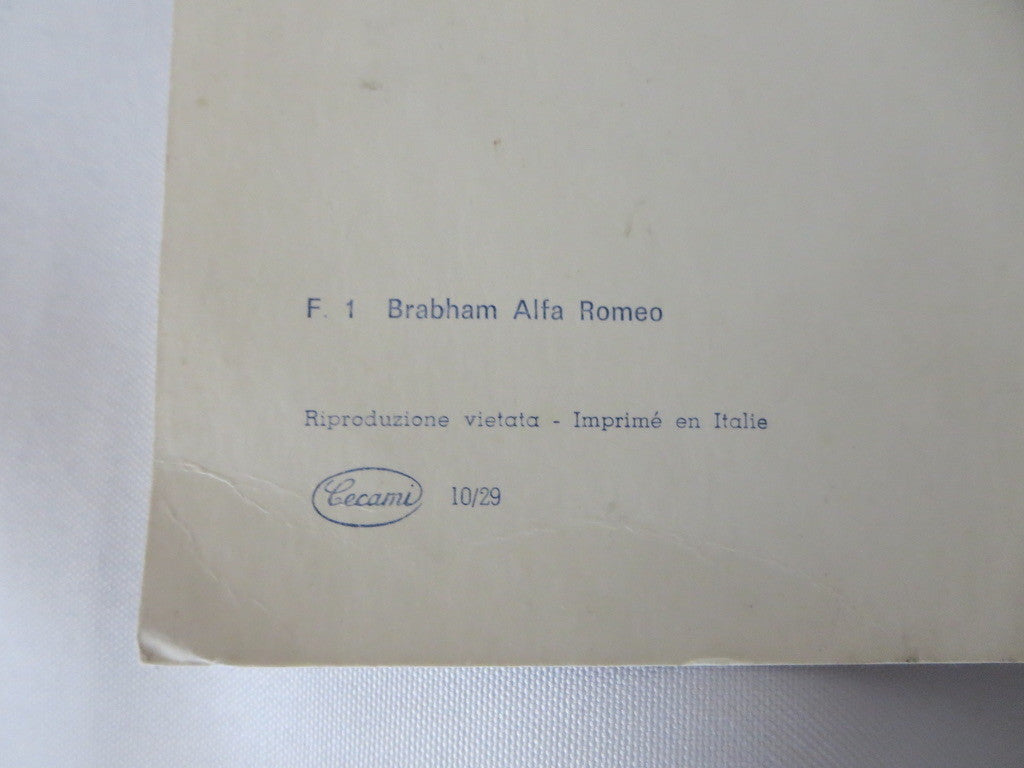 F. 1 Brabham Alfa Romeo
Riproduzione vietata - Imprimé en Italie
Cecami 10/29